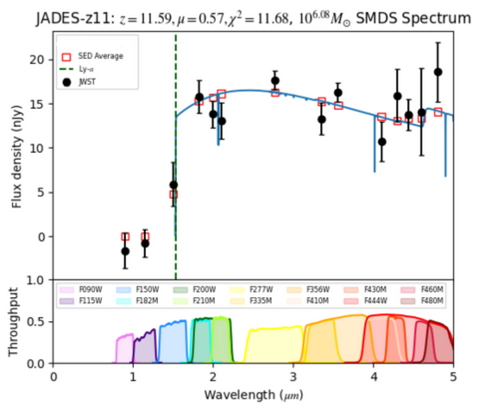 JADES-z11: z = 11.59, μ = 0.57, χ² = 11.68, 10^6.08 M⊙ SMDS Spectrum
SED Average
Ly-α
JWST
Flux density (nJy)
20
15
10
5
0
1.0
F090W F150W F200W F277W F356W F430M F460M
F115W F182M F210M F335M F410M F444W F480M
Throughput
0.5
0.0
0 1 2 3 4 5
Wavelength (μm)